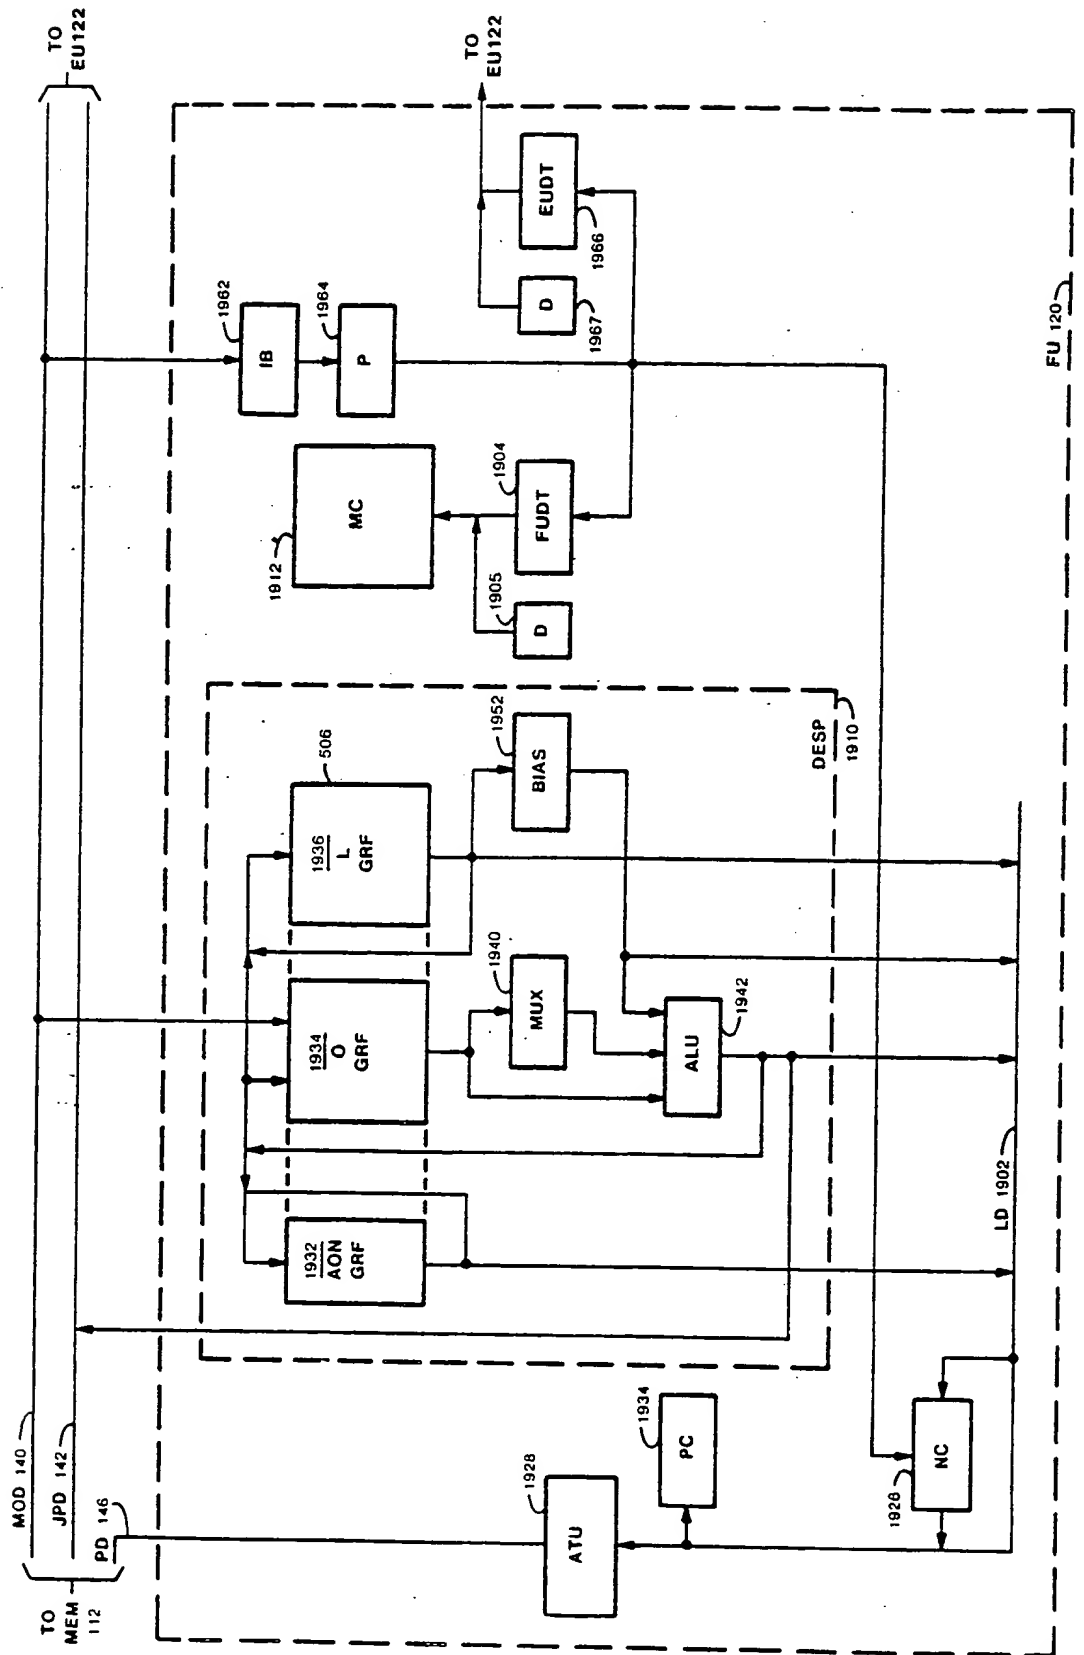 TO
EU122
MOD 140
JPD 142
PD 146
TO
MEM
112
TO
EU122
1962
IB
1964
P
EUDT
1966
D
1967
1912
MC
1904
FUDT
1905
D
506
1936
L
GRF
1934
O
GRF
1932
AON
GRF
1952
BIAS
1940
MUX
1942
ALU
DESP
1910
1934
PC
1928
ATU
NC
1926
LD 1902
FU 120